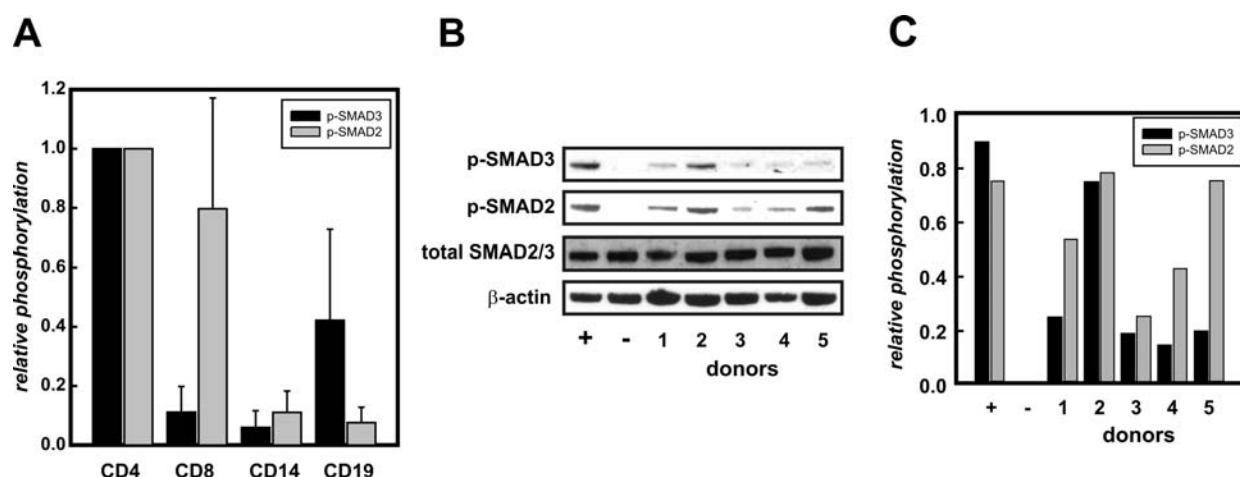 A
relative phosphorylation
1.2
1.0
0.8
0.6
0.4
0.2
0.0
p-SMAD3
p-SMAD2
CD4 CD8 CD14 CD19
B
p-SMAD3
p-SMAD2
total SMAD2/3
β-actin
+ - 1 2 3 4 5
donors
C
relative phosphorylation
1.0
0.8
0.6
0.4
0.2
0.0
p-SMAD3
p-SMAD2
+ - 1 2 3 4 5
donors